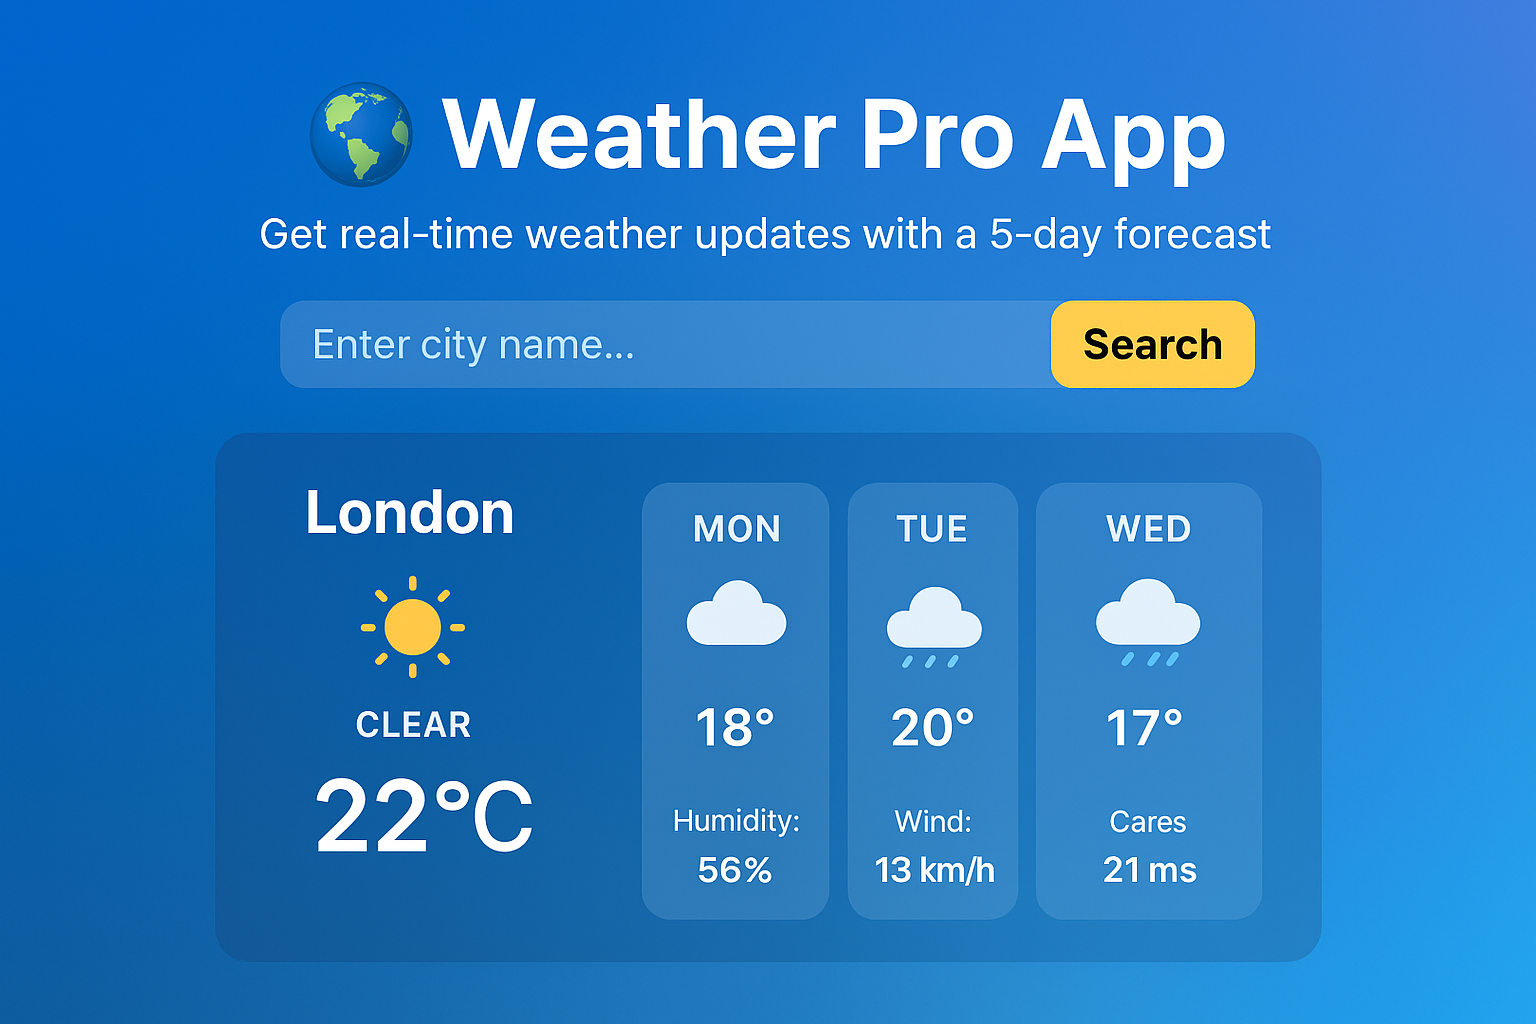 Weather Pro App
Get real-time weather updates with a 5-day forecast
Enter city name...
Search
London
CLEAR
22°C
MON
18°
Humidity:
56%
TUE
20°
Wind:
13 km/h
WED
17°
Cares
21 ms